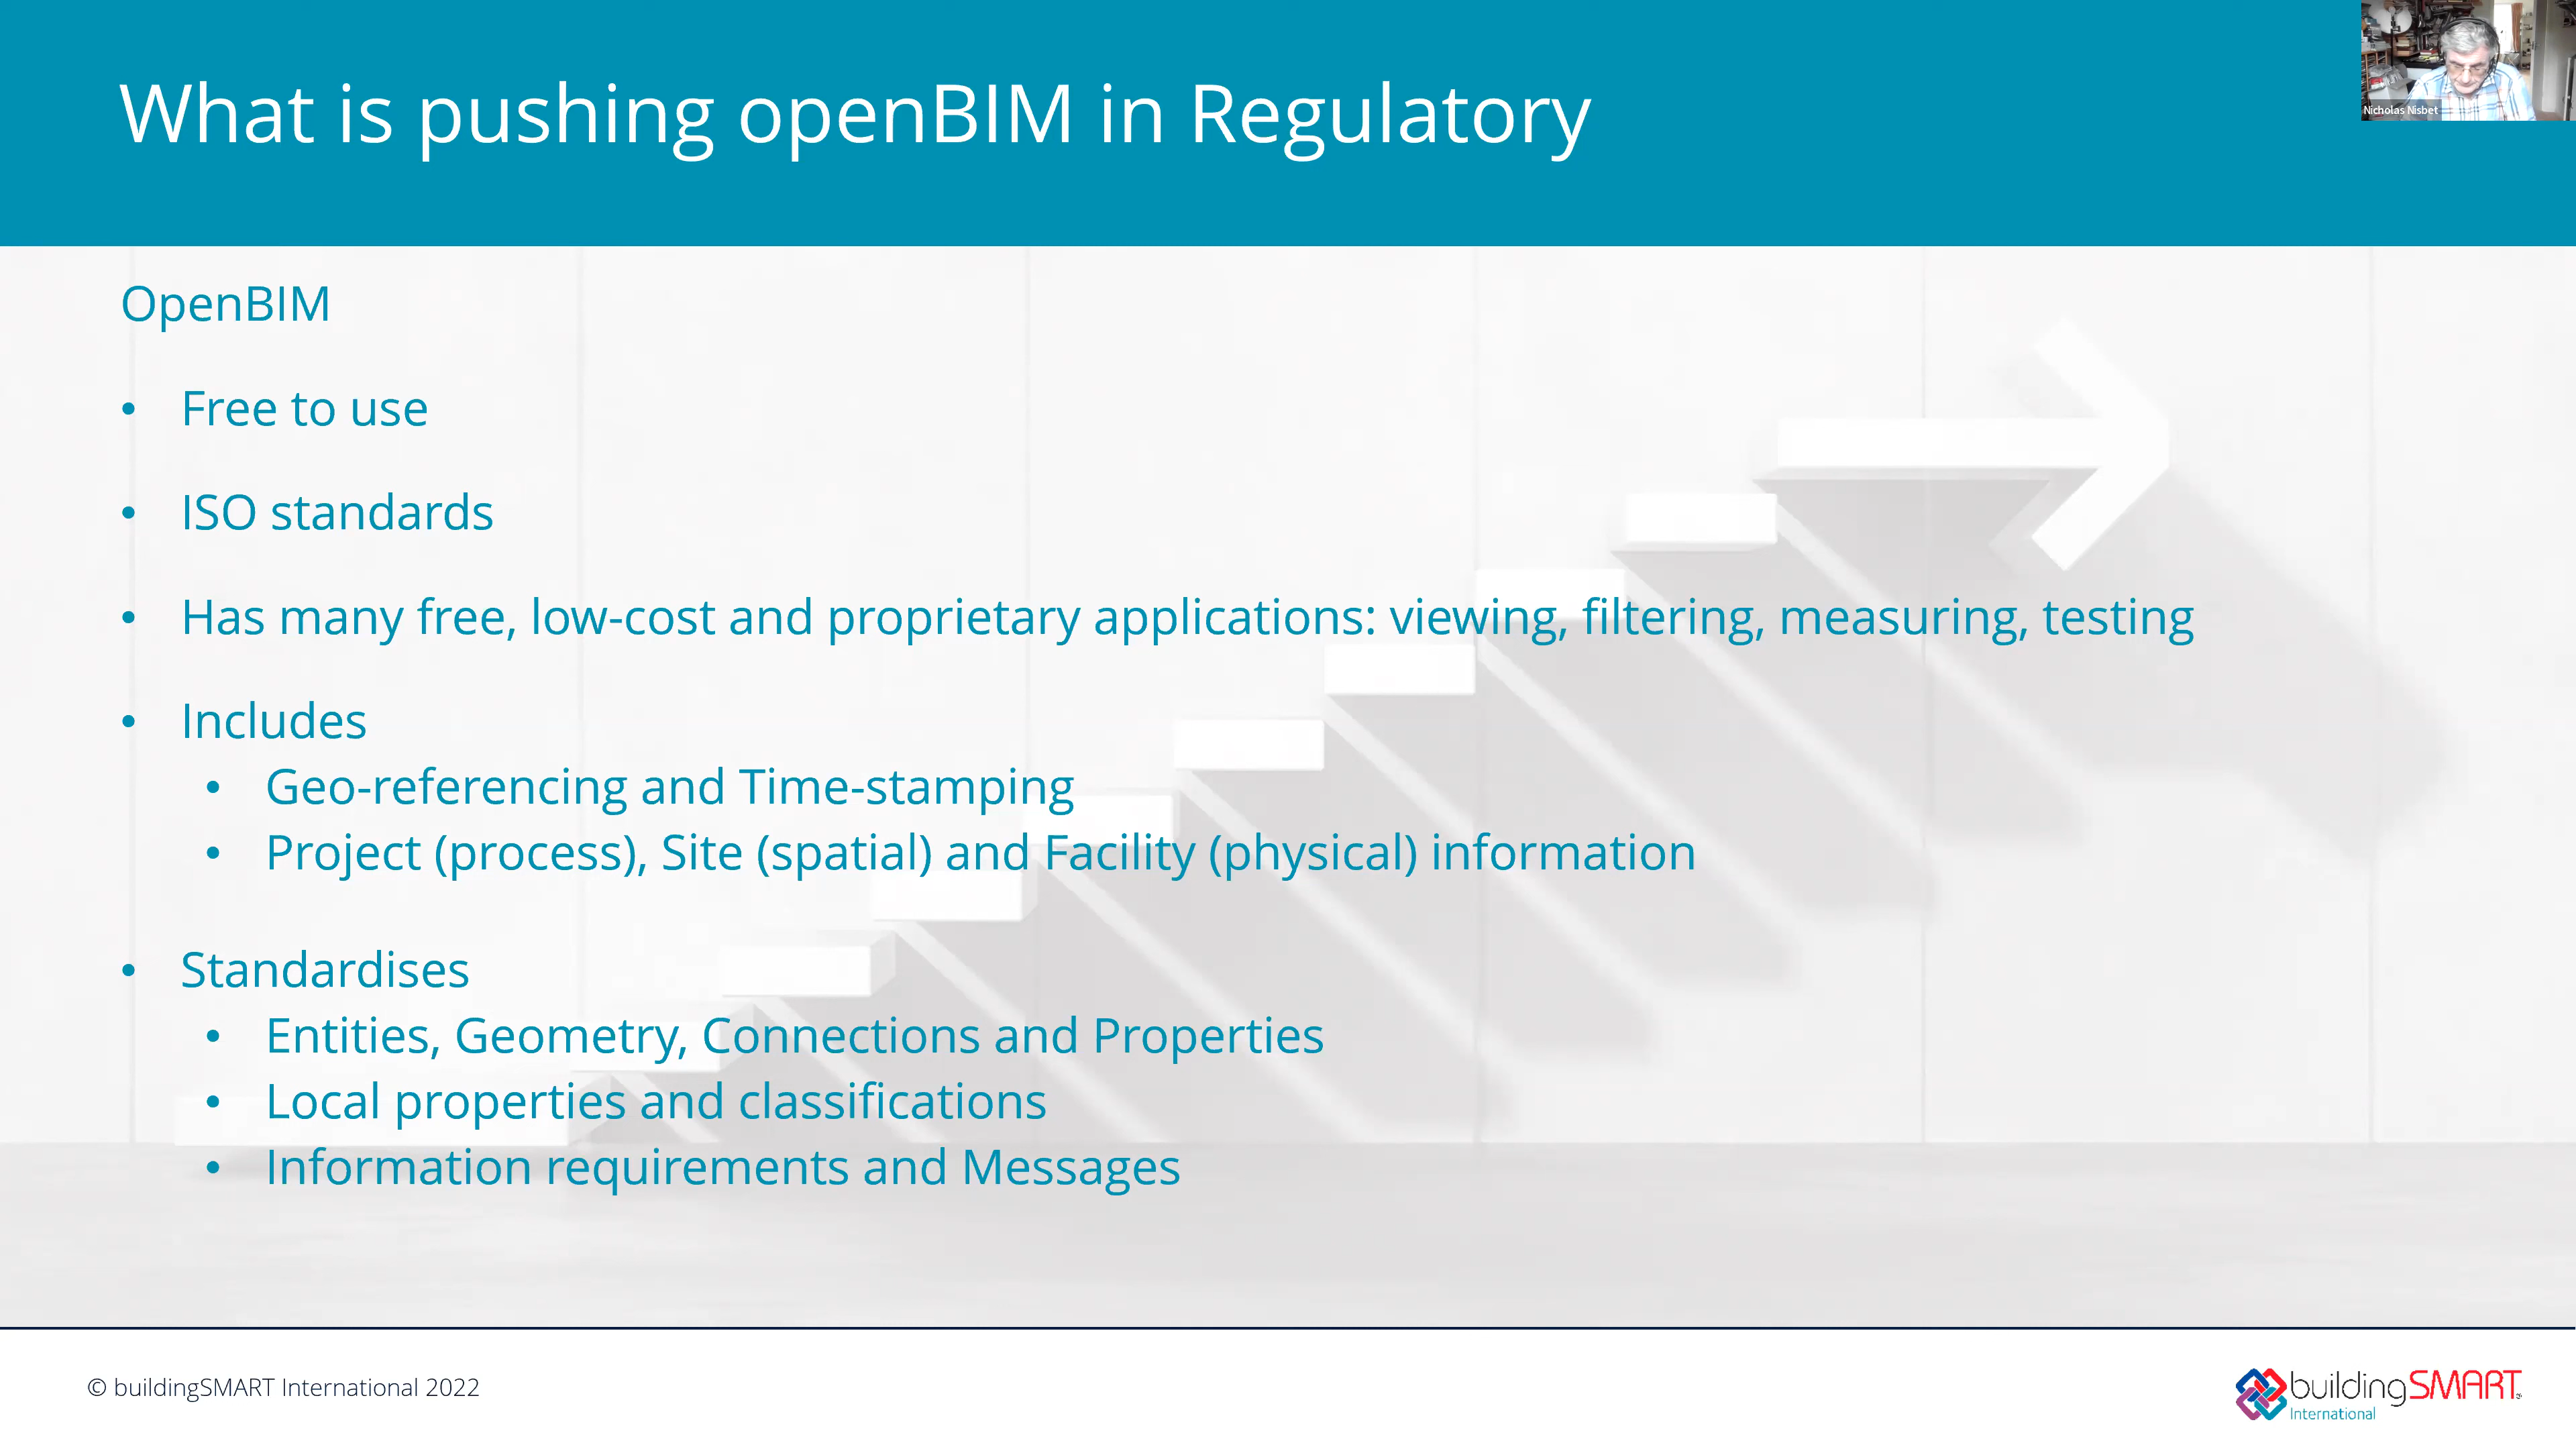 What is pushing openBIM in Regulatory
Nicholas Nisbet
OpenBIM
• Free to use
• ISO standards
• Has many free, low-cost and proprietary applications: viewing, filtering, measuring, testing
• Includes
• Geo-referencing and Time-stamping
• Project (process), Site (spatial) and Facility (physical) information
• Standardises
• Entities, Geometry, Connections and Properties
• Local properties and classifications
• Information requirements and Messages
© buildingSMART International 2022
buildingSMART
International